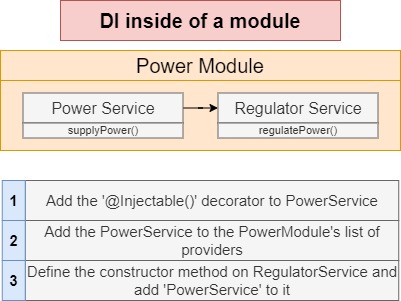 DI inside of a module
Power Module
Power Service
Regulator Service
supplyPower()
regulatePower()
1
Add the '@Injectable()' decorator to PowerService
2
Add the PowerService to the PowerModule's list of
providers
3
Define the constructor method on RegulatorService and
add 'PowerService' to it